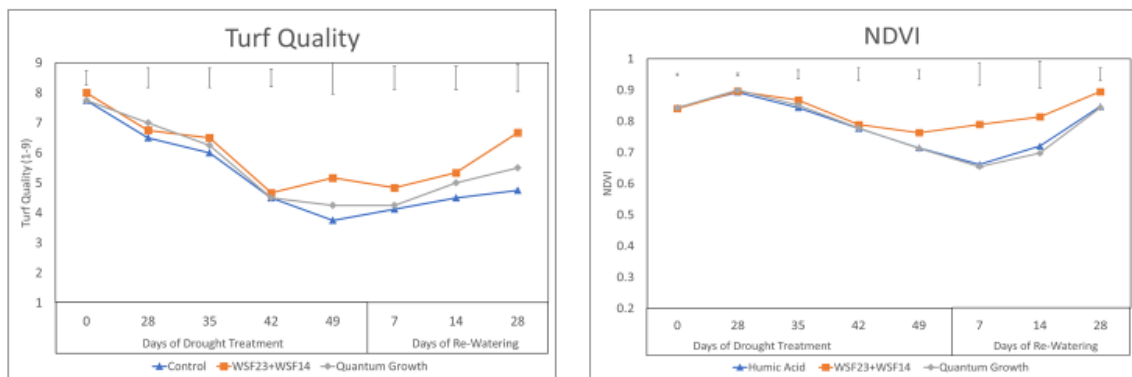 Turf Quality
9
8
7
6
5
4
3
2
1
Turf Quality (1-9)
0 28 35 42 49 7 14 28
Days of Drought Treatment Days of Re-Watering
Control WSF23+WSF14 Quantum Growth
NDVI
1
0.9
0.8
0.7
0.6
0.5
0.4
0.3
0.2
NDVI
0 28 35 42 49 7 14 28
Days of Drought Treatment Days of Re-Watering
Humic Acid WSF23+WSF14 Quantum Growth